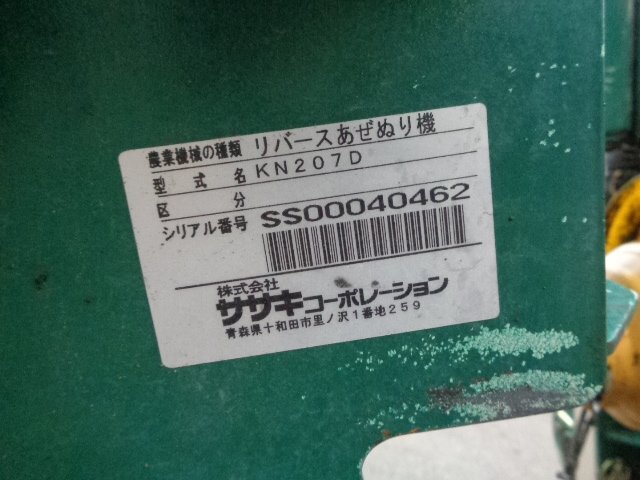 農業機械の種類 リバースあぜぬり機
型式名 KN207D
区分
シリアル番号 SS00040462
株式会社
ササキコーポレーション
青森県十和田市里ノ沢1番地259